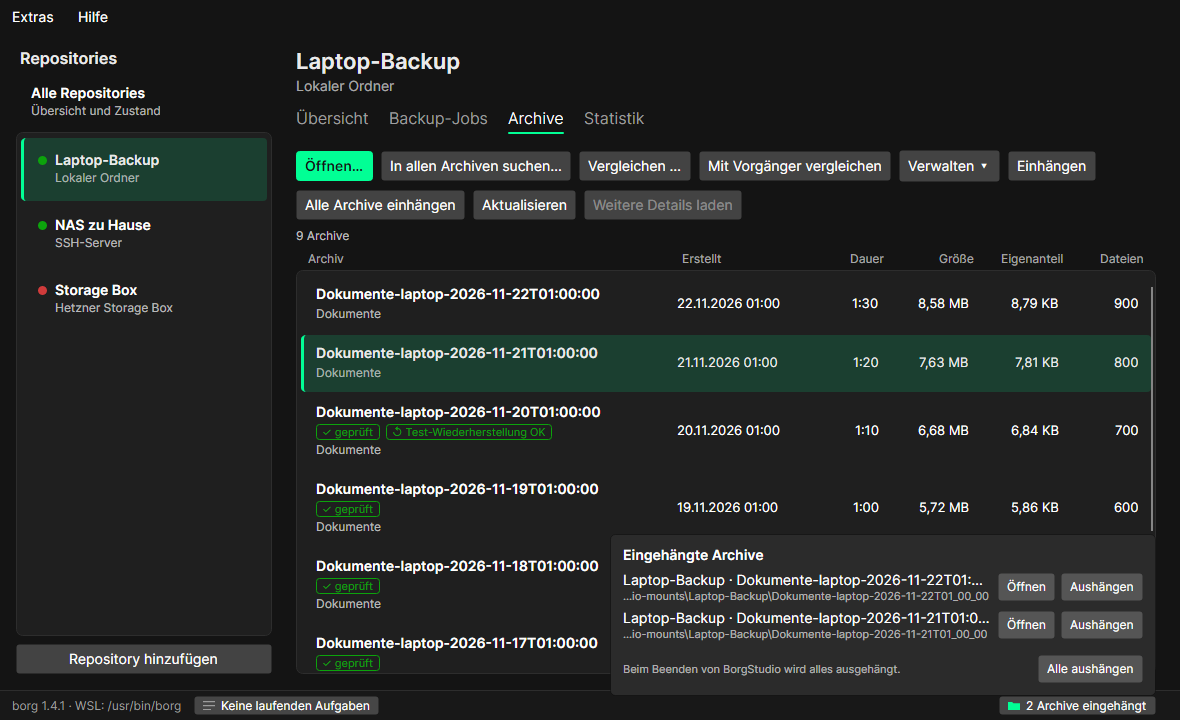 Extras Hilfe
Repositories
Alle Repositories
Übersicht und Zustand
Laptop-Backup
Lokaler Ordner
NAS zu Hause
SSH-Server
Storage Box
Hetzner Storage Box
Repository hinzufügen
Laptop-Backup
Lokaler Ordner
Übersicht Backup-Jobs Archive Statistik
Öffnen... In allen Archiven suchen... Vergleichen ... Mit Vorgänger vergleichen Verwalten ▾ Einhängen
Alle Archive einhängen Aktualisieren Weitere Details laden
9 Archive
Archiv Erstellt Dauer Größe Eigenanteil Dateien
Dokumente-laptop-2026-11-22T01:00:00
Dokumente
22.11.2026 01:00 1:30 8,58 MB 8,79 KB 900
Dokumente-laptop-2026-11-21T01:00:00
Dokumente
21.11.2026 01:00 1:20 7,63 MB 7,81 KB 800
Dokumente-laptop-2026-11-20T01:00:00
✓ geprüft Test-Wiederherstellung OK
Dokumente
20.11.2026 01:00 1:10 6,68 MB 6,84 KB 700
Dokumente-laptop-2026-11-19T01:00:00
✓ geprüft
Dokumente
19.11.2026 01:00 1:00 5,72 MB 5,86 KB 600
Dokumente-laptop-2026-11-18T01:00:00
✓ geprüft
Dokumente
Dokumente-laptop-2026-11-17T01:00:00
✓ geprüft
Eingehängte Archive
Laptop-Backup · Dokumente-laptop-2026-11-22T01:...
...io-mounts\Laptop-Backup\Dokumente-laptop-2026-11-22T01_00_00
Öffnen Aushängen
Laptop-Backup · Dokumente-laptop-2026-11-21T01:0...
...io-mounts\Laptop-Backup\Dokumente-laptop-2026-11-21T01_00_00
Öffnen Aushängen
Beim Beenden von BorgStudio wird alles ausgehängt.
Alle aushängen
borg 1.4.1 · WSL: /usr/bin/borg Keine laufenden Aufgaben 2 Archive eingehängt